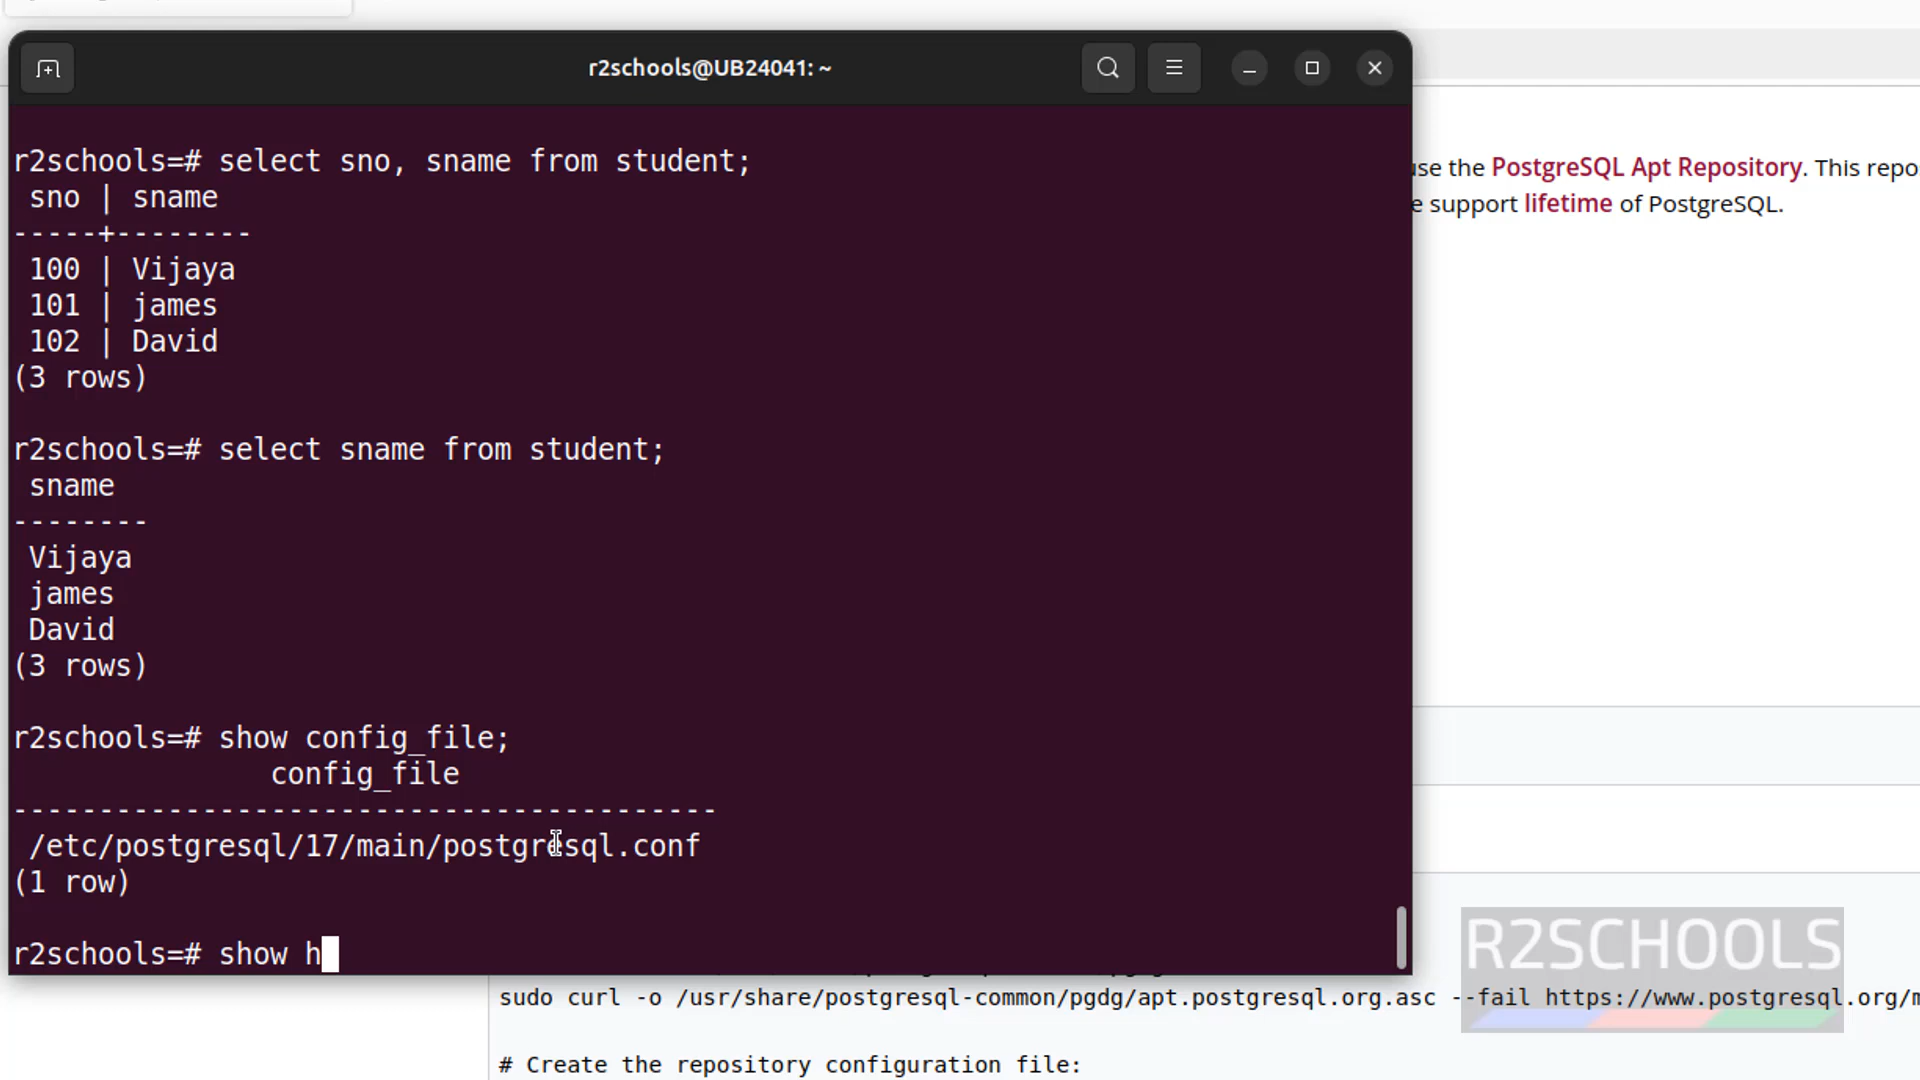 r2schools@UB24041: ~
r2schools=# select sno, sname from student;
sno | sname
-----+--------
100 | Vijaya
101 | james
102 | David
(3 rows)
r2schools=# select sname from student;
sname
--------
Vijaya
james
David
(3 rows)
r2schools=# show config_file;
config_file
-----------------------------------------
/etc/postgresql/17/main/postgresql.conf
(1 row)
r2schools=# show h
use the PostgreSQL Apt Repository. This repo
e support lifetime of PostgreSQL.
R2SCHOOLS
sudo curl -o /usr/share/postgresql-common/pgdg/apt.postgresql.org.asc --fail https://www.postgresql.org/m
# Create the repository configuration file: